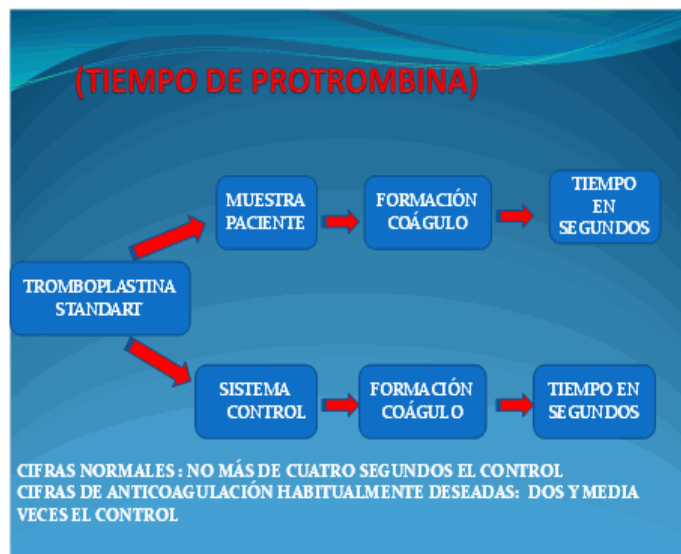 (TIEMPO DE PROTROMBINA)
MUESTRA
PACIENTE
FORMACIÓN
COÁGULO
TIEMPO
EN
SEGUNDOS
TROMBOPLASTINA
STANDART
SISTEMA
CONTROL
FORMACIÓN
COÁGULO
TIEMPO EN
SEGUNDOS
CIFRAS NORMALES : NO MÁS DE CUATRO SEGUNDOS EL CONTROL
CIFRAS DE ANTICOAGULACIÓN HABITUALMENTE DESEADAS: DOS Y MEDIA
VECES EL CONTROL